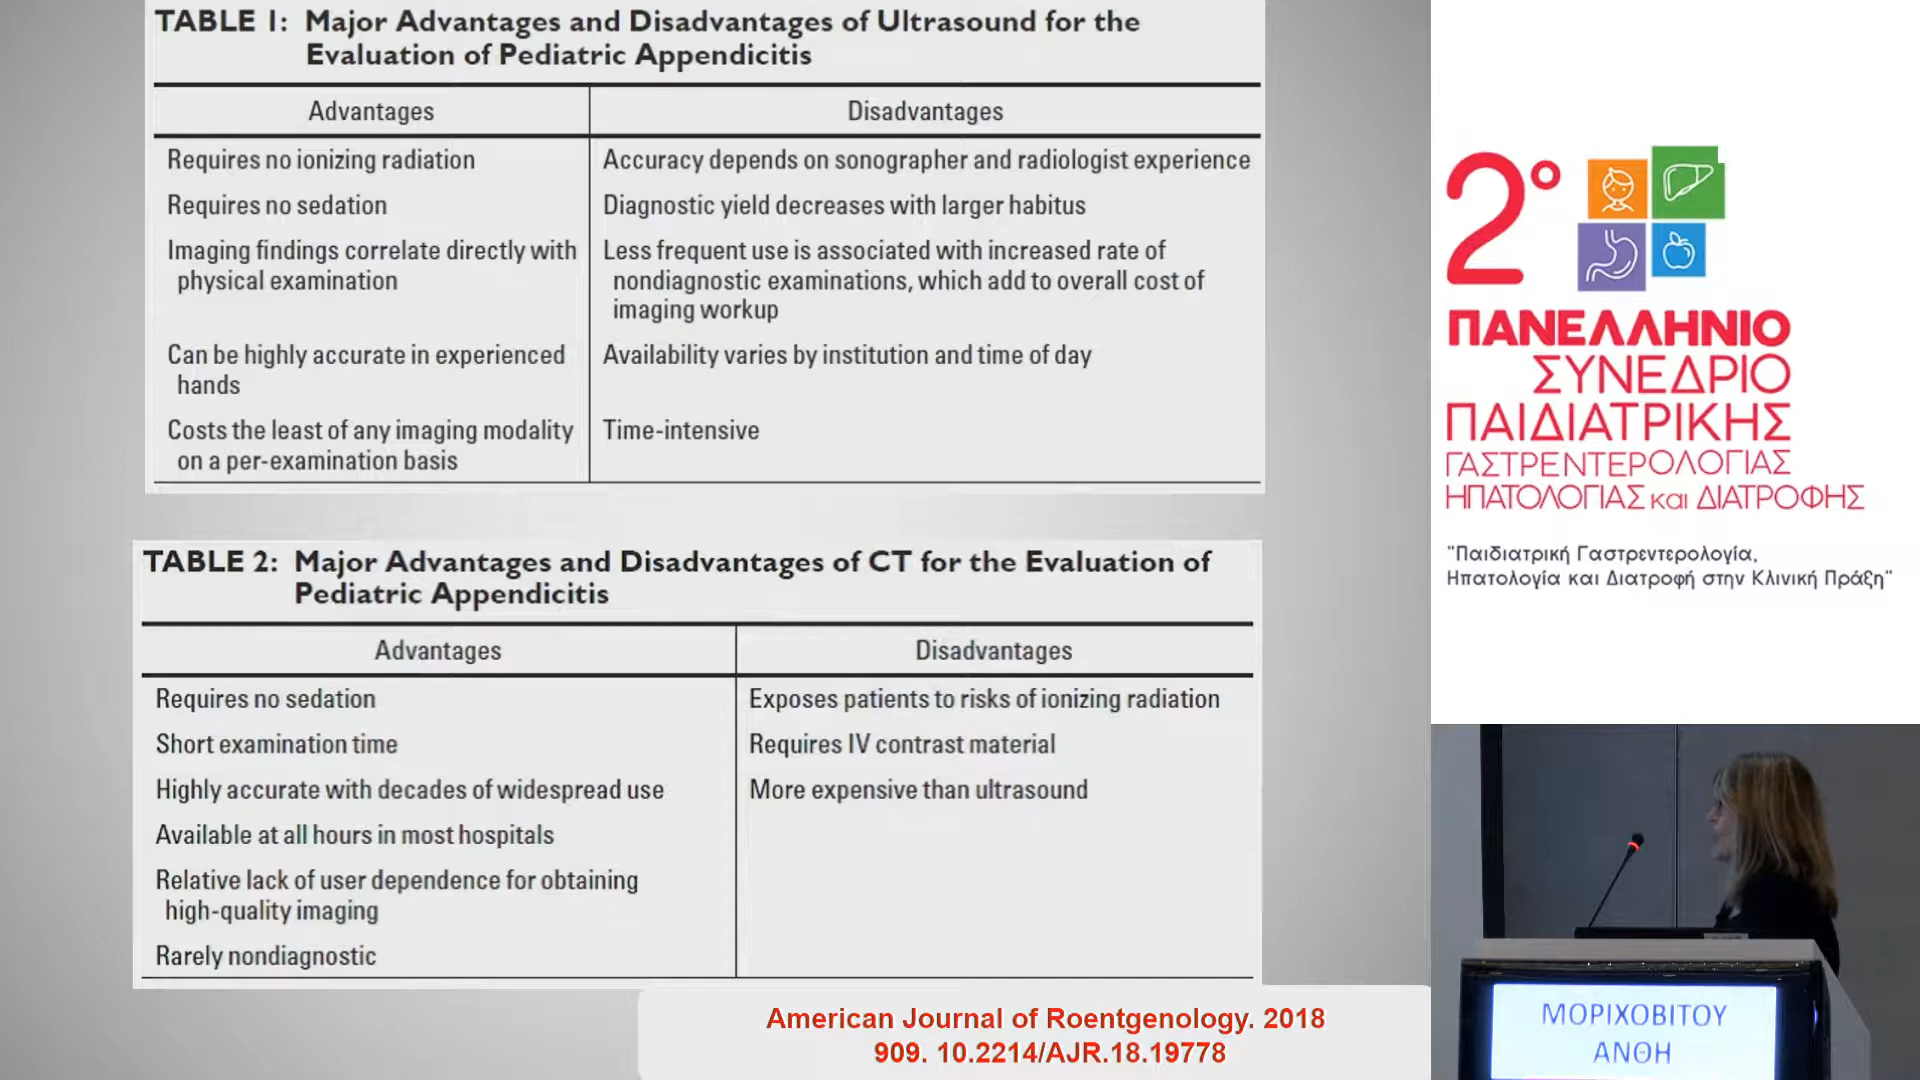 TABLE 1: Major Advantages and Disadvantages of Ultrasound for the
Evaluation of Pediatric Appendicitis
Advantages
Disadvantages
Requires no ionizing radiation
Accuracy depends on sonographer and radiologist experience
Requires no sedation
Diagnostic yield decreases with larger habitus
Imaging findings correlate directly with
physical examination
Less frequent use is associated with increased rate of
nondiagnostic examinations, which add to overall cost of
imaging workup
Can be highly accurate in experienced
hands
Availability varies by institution and time of day
Costs the least of any imaging modality
on a per-examination basis
Time-intensive
TABLE 2: Major Advantages and Disadvantages of CT for the Evaluation of
Pediatric Appendicitis
Advantages
Disadvantages
Requires no sedation
Exposes patients to risks of ionizing radiation
Short examination time
Requires IV contrast material
Highly accurate with decades of widespread use
More expensive than ultrasound
Available at all hours in most hospitals
Relative lack of user dependence for obtaining
high-quality imaging
Rarely nondiagnostic
American Journal of Roentgenology. 2018
909. 10.2214/AJR.18.19778
2°
ΠΑΝΕΛΛΗΝΙΟ
ΣΥΝΕΔΡΙΟ
ΠΑΙΔΙΑΤΡΙΚΗΣ
ΓΑΣΤΡΕΝΤΕΡΟΛΟΓΙΑΣ
ΗΠΑΤΟΛΟΓΙΑΣ και ΔΙΑΤΡΟΦΗΣ
"Παιδιατρική Γαστρεντερολογία,
Ηπατολογία και Διατροφή στην Κλινική Πράξη"
ΜΟΡΙΧΟΒΙΤΟΥ
ΑΝΘΗ